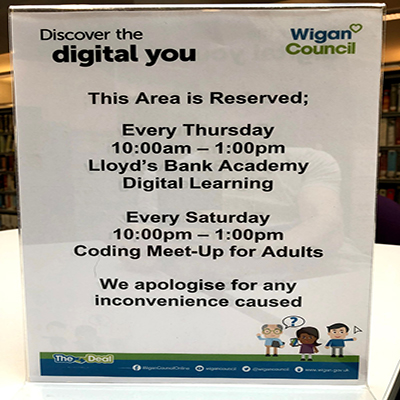 Discover the
digital you
Wigan
Council
This Area is Reserved;
Every Thursday
10:00am – 1:00pm
Lloyd's Bank Academy
Digital Learning
Every Saturday
10:00pm – 1:00pm
Coding Meet-Up for Adults
We apologise for any
inconvenience caused
?
The Deal
WiganCouncilOnline
wigancouncil
@wigancouncil
www.wigan.gov.uk